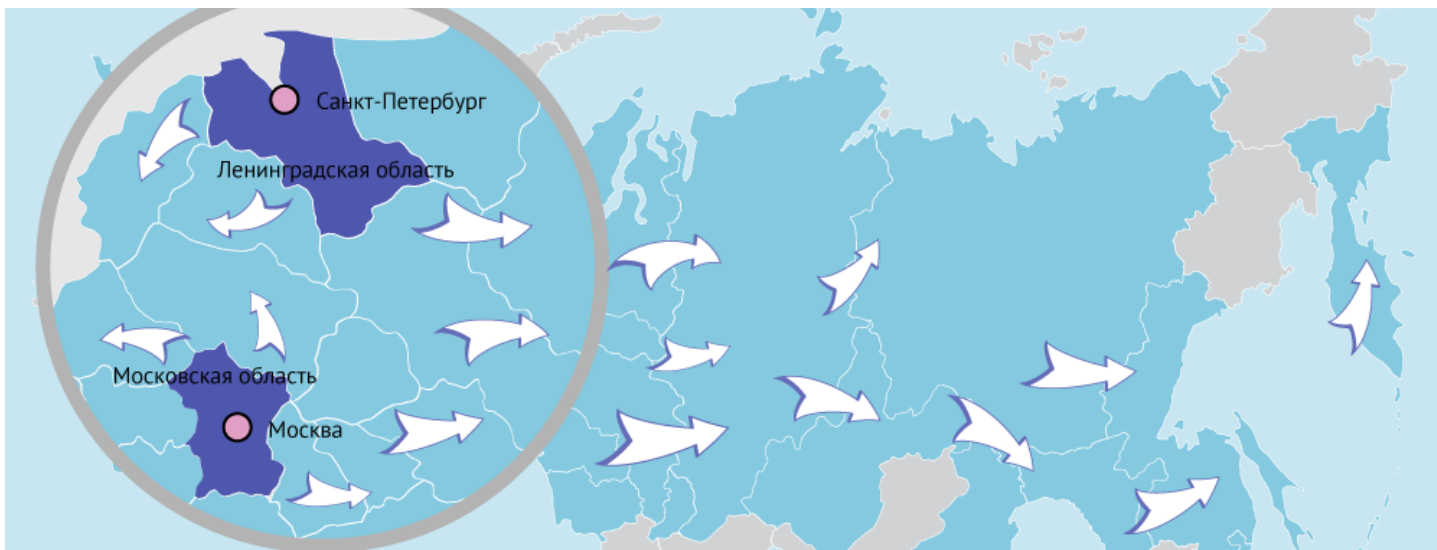 Санкт-Петербург
Ленинградская область
Московская область
Москва